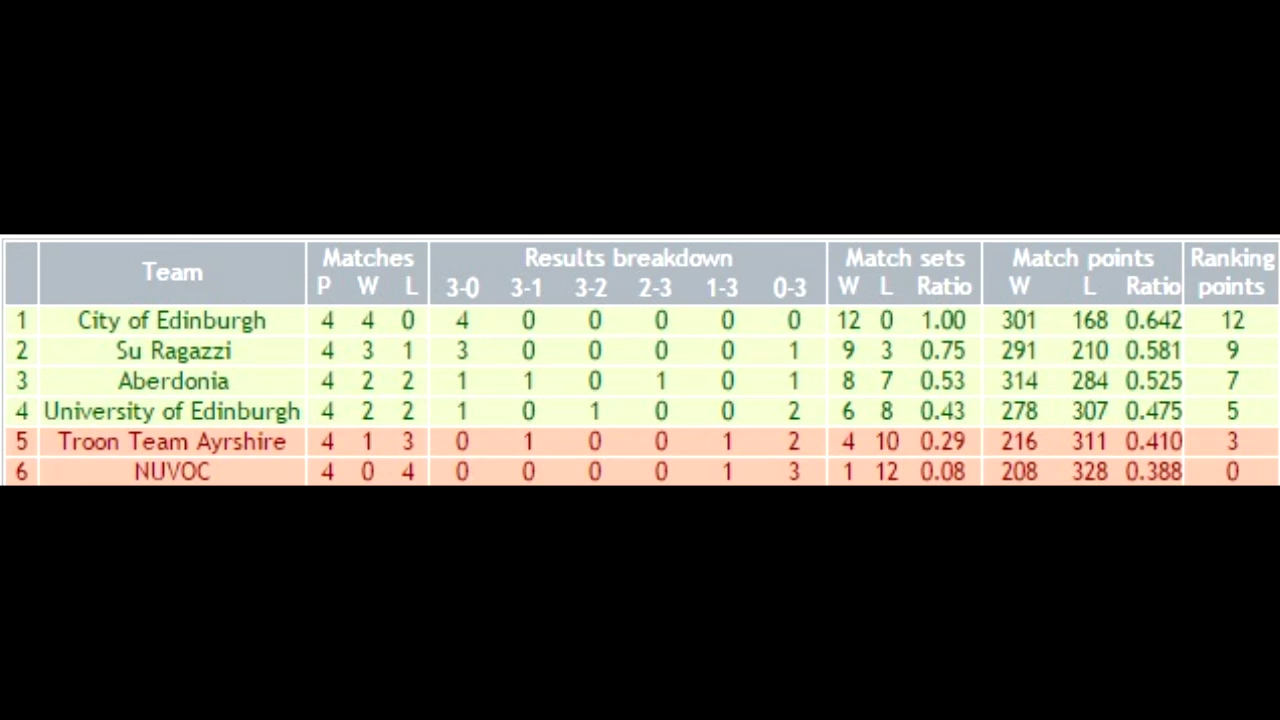 Team Matches Results breakdown Match sets Match points Ranking points
P W L 3-0 3-1 3-2 2-3 1-3 0-3 W L Ratio W L Ratio
1 City of Edinburgh 4 4 0 4 0 0 0 0 0 12 0 1.00 301 168 0.642 12
2 Su Ragazzi 4 3 1 3 0 0 0 0 1 9 3 0.75 291 210 0.581 9
3 Aberdonia 4 2 2 1 1 0 1 0 1 8 7 0.53 314 284 0.525 7
4 University of Edinburgh 4 2 2 1 0 1 0 0 2 6 8 0.43 278 307 0.475 5
5 Troon Team Ayrshire 4 1 3 0 1 0 0 1 2 4 10 0.29 216 311 0.410 3
6 NUVOC 4 0 4 0 0 0 0 1 3 1 12 0.08 208 328 0.388 0